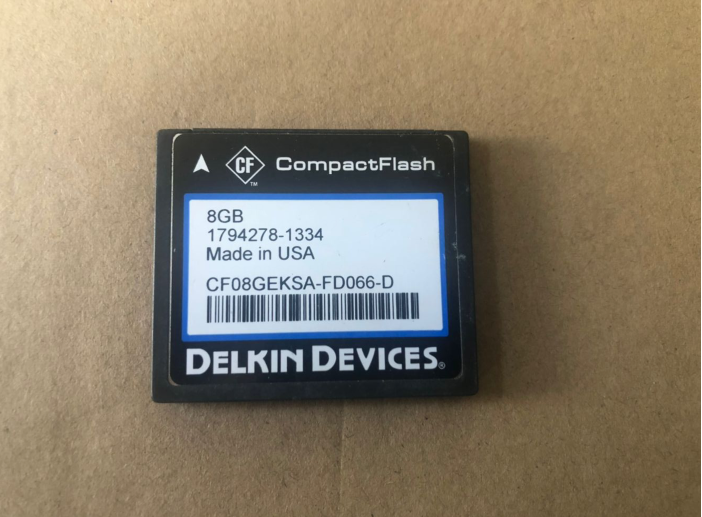 CF CompactFlash
TM
8GB
1794278-1334
Made in USA
CF08GEKSA-FD066-D
DELKIN DEVICES®